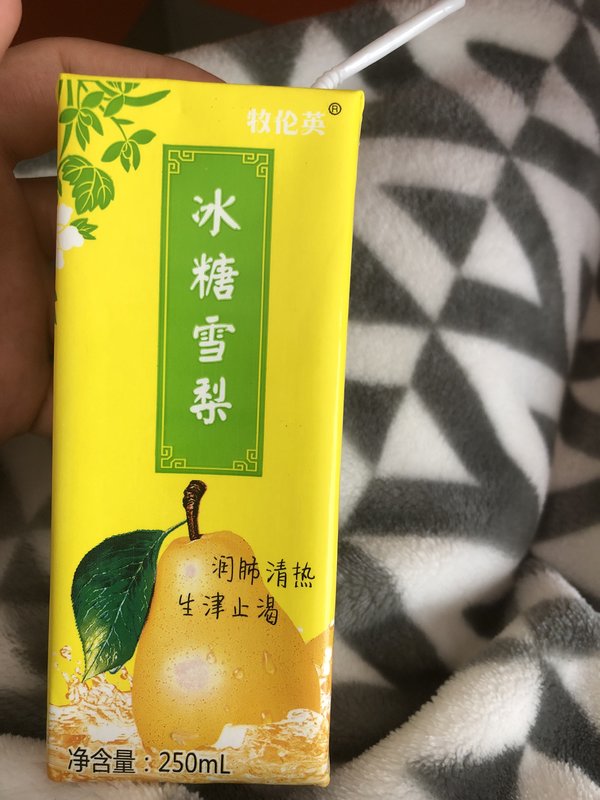 牧伦英®
冰糖雪梨
润肺清热
生津止渴
净含量：250mL